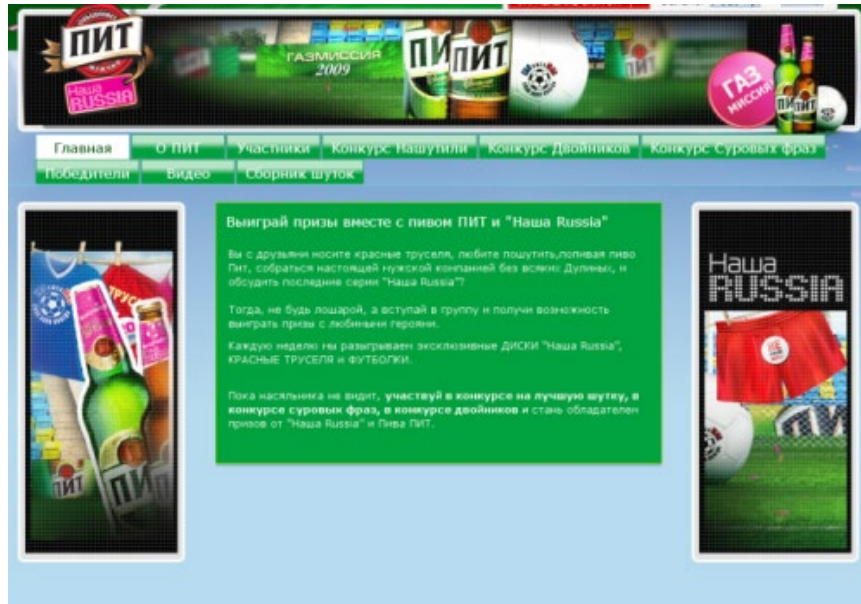 ПИТ
Наша
RUSSIA
ГАЗМИССИЯ
2009
ПИТ
ПИТ
ГАЗ
МИССИЯ
ПИТ
ПИТ
Главная
О ПИТ
Участники
Конкурс Нашутили
Конкурс Двойников
Конкурс Суровых фраз
Победители
Видео
Сборник шуток
Выиграй призы вместе с пивом ПИТ и "Наша Russia"
Вы с друзьями носите красные труселя, любите пошутить,попивая пиво
Пит, собраться настоящей мужской компанией без всяких Дулиных, и
обсудить последние серии "Наша Russia"?
Тогда, не будь лошарой, а вступай в группу и получи возможность
выиграть призы с любимыми героями.
Каждую неделю мы разыгрываем эксклюзивные ДИСКИ "Наша Russia",
КРАСНЫЕ ТРУСЕЛЯ и ФУТБОЛКИ.
Пока насяльника не видит, участвуй в конкурсе на лучшую шутку, в
конкурсе суровых фраз, в конкурсе двойников и стань обладателем
призов от "Наша Russia" и Пива ПИТ.
ПИТ
ПИТ
Наша
RUSSIA
ПИТ